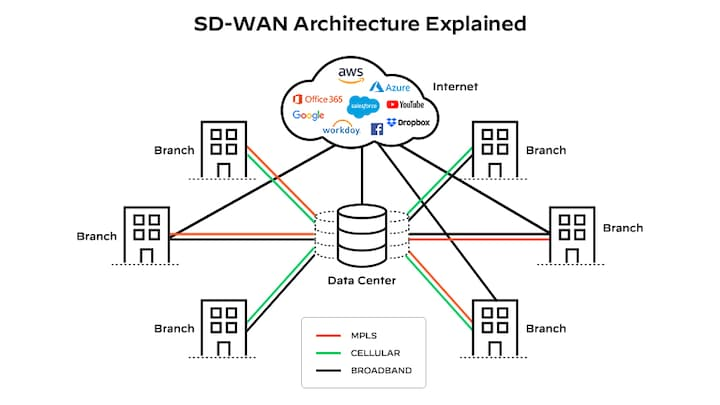 SD-WAN Architecture Explained
aws
Azure
Internet
Office 365
salesforce
YouTube
Google
Dropbox
workday
Branch
Branch
Branch
Branch
Data Center
Branch
Branch
MPLS
CELLULAR
BROADBAND